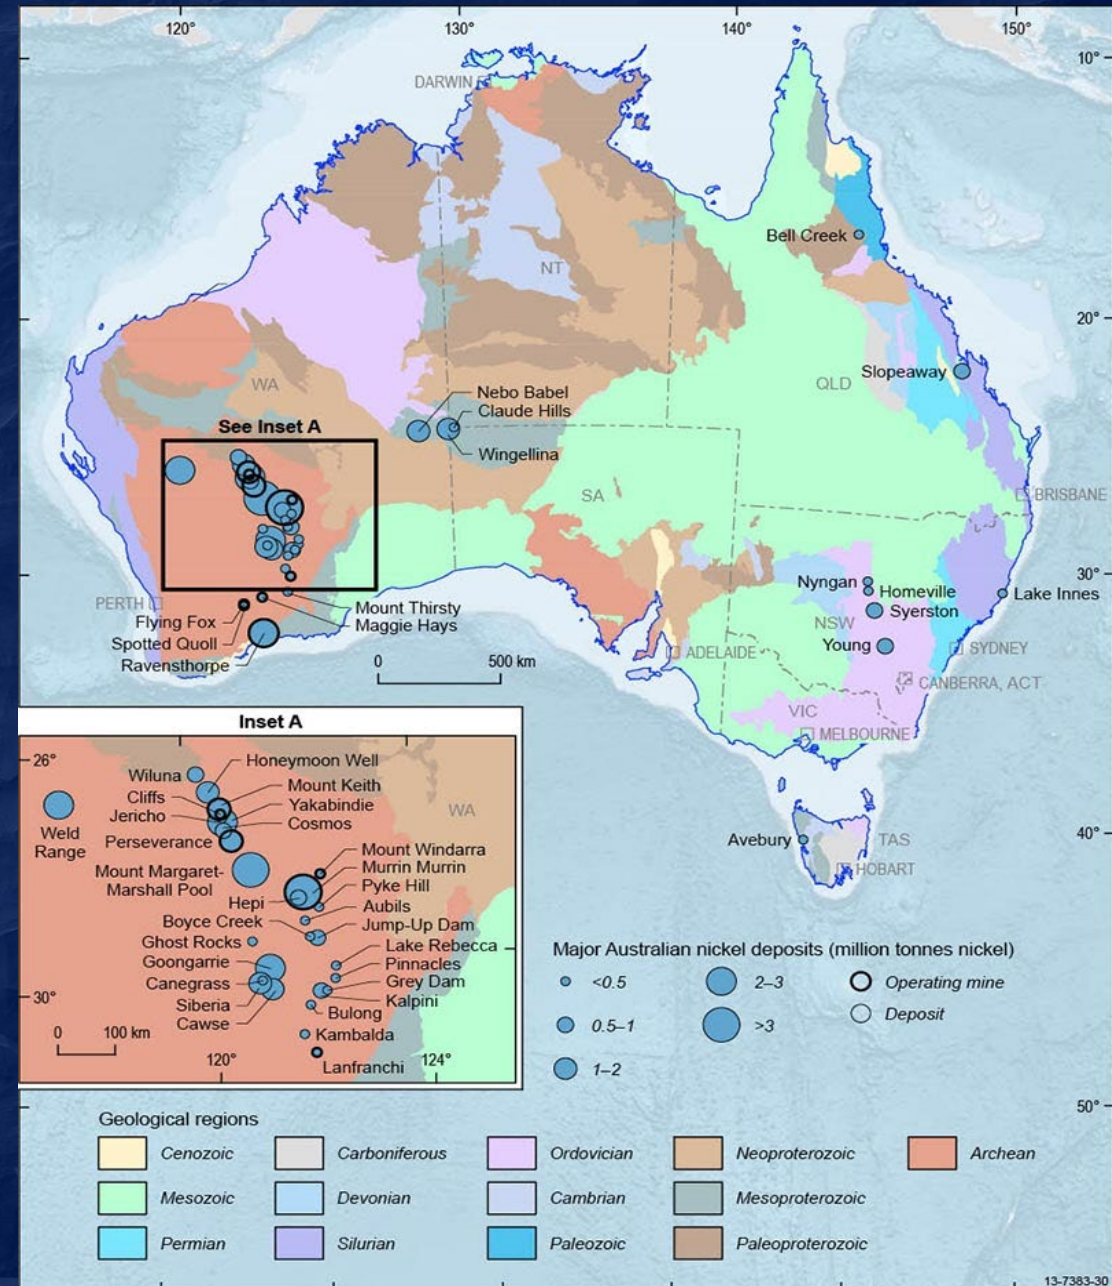 120°
130°
140°
150°
10°
DARWIN
Bell Creek
NT
20°
WA
Slopeaway
QLD
Nebo Babel
Claude Hills
Wingellina
See Inset A
SA
BRISBANE
30°
Nyngan
Homeville
Lake Innes
Syerston
NSW
Young
SYDNEY
PERTH
Mount Thirsty
Flying Fox
Maggie Hays
Spotted Quoll
Ravensthorpe
0
500 km
ADELAIDE
CANBERRA, ACT
VIC
MELBOURNE
40°
Avebury
TAS
HOBART
Inset A
26°
Wiluna
Honeymoon Well
Cliffs
Mount Keith
Jericho
Yakabindie
Cosmos
WA
Weld
Range
Perseverance
Mount Windarra
Mount Margaret-
Marshall Pool
Murrin Murrin
Pyke Hill
Hepi
Aubils
Boyce Creek
Jump-Up Dam
Ghost Rocks
Lake Rebecca
Goongarrie
Pinnacles
Canegrass
Grey Dam
Siberia
Kalpini
30°
Cawse
Bulong
0
100 km
Kambalda
120°
124°
Lanfranchi
Major Australian nickel deposits (million tonnes nickel)
<0.5
2–3
Operating mine
0.5–1
>3
Deposit
1–2
50°
Geological regions
Cenozoic
Carboniferous
Ordovician
Neoproterozoic
Archean
Mesozoic
Devonian
Cambrian
Mesoproterozoic
Permian
Silurian
Paleozoic
Paleoproterozoic
13-7383-30